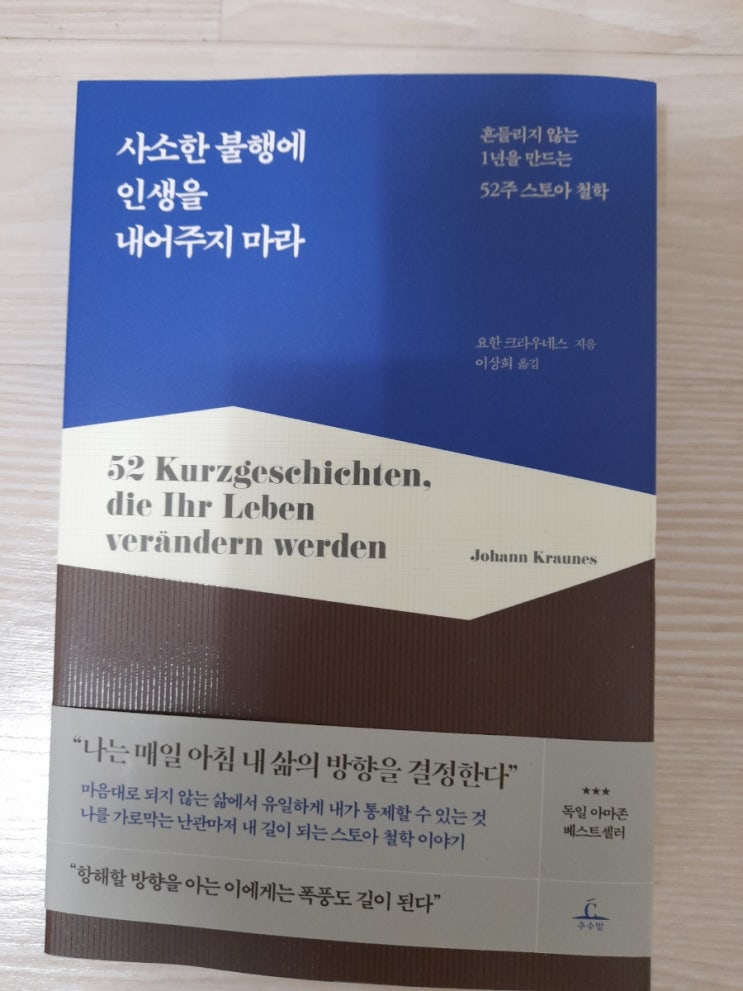 사소한 불행에
인생을
내어주지 마라
흔들리지 않는
1년을 만드는
52주 스토아 철학
요한 크라우네스 지음
이상희 옮김
52 Kurzgeschichten,
die Ihr Leben
verändern werden
Johann Kraunes
“나는 매일 아침 내 삶의 방향을 결정한다”
마음대로 되지 않는 삶에서 유일하게 내가 통제할 수 있는 것
나를 가로막는 난관마저 내 길이 되는 스토아 철학 이야기
“항해할 방향을 아는 이에게는 폭풍도 길이 된다”
★★★
독일 아마존
베스트셀러
추수밭